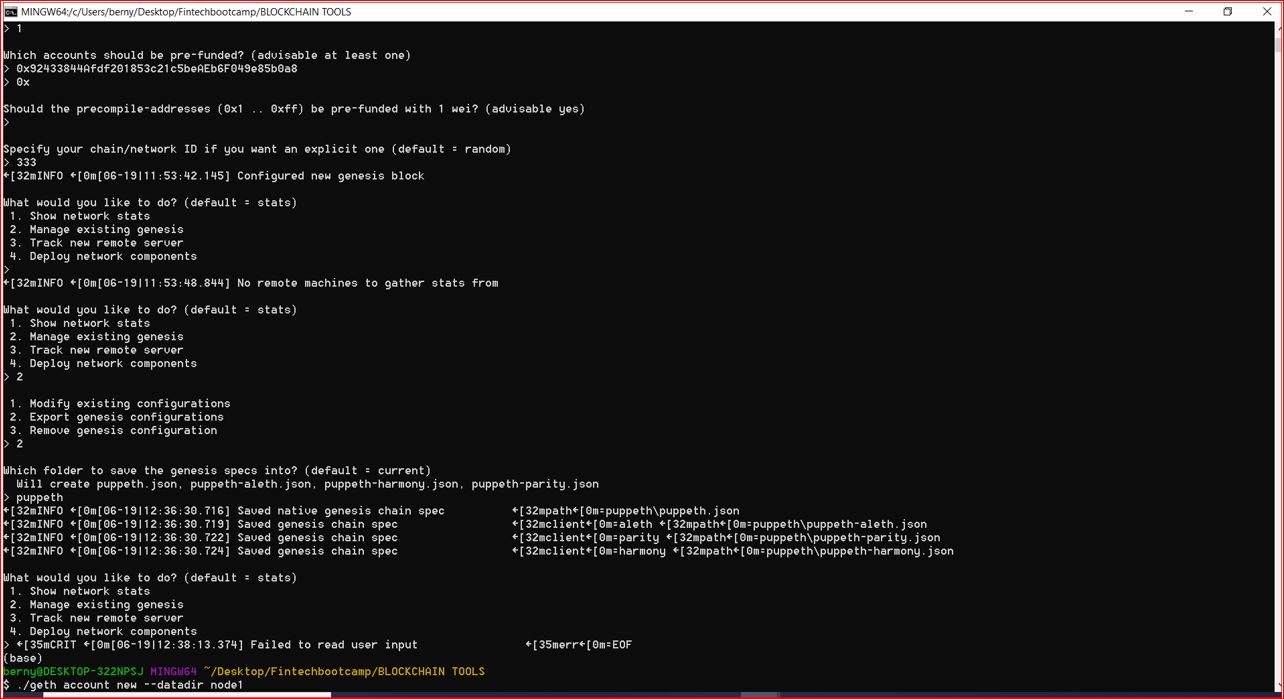 MINGW64:/c/Users/berny/Desktop/Fintechbootcamp/BLOCKCHAIN TOOLS
> 1
Which accounts should be pre-funded? (advisable at least one)
> 0x92433844Afdf201853c21c5beAEb6F049e85b0a8
> 0x
Should the precompile-addresses (0x1 .. 0xff) be pre-funded with 1 wei? (advisable yes)
>
Specify your chain/network ID if you want an explicit one (default = random)
> 333
←[32mINFO ←[0m[06-19|11:53:42.145] Configured new genesis block
What would you like to do? (default = stats)
1. Show network stats
2. Manage existing genesis
3. Track new remote server
4. Deploy network components
>
←[32mINFO ←[0m[06-19|11:53:48.844] No remote machines to gather stats from
What would you like to do? (default = stats)
1. Show network stats
2. Manage existing genesis
3. Track new remote server
4. Deploy network components
> 2
1. Modify existing configurations
2. Export genesis configurations
3. Remove genesis configuration
> 2
Which folder to save the genesis specs into? (default = current)
Will create puppeth.json, puppeth-aleth.json, puppeth-harmony.json, puppeth-parity.json
> puppeth
←[32mINFO ←[0m[06-19|12:36:30.716] Saved native genesis chain spec ←[32mpath←[0m=puppeth\puppeth.json
←[32mINFO ←[0m[06-19|12:36:30.719] Saved genesis chain spec ←[32mclient←[0m=aleth ←[32mpath←[0m=puppeth\puppeth-aleth.json
←[32mINFO ←[0m[06-19|12:36:30.722] Saved genesis chain spec ←[32mclient←[0m=parity ←[32mpath←[0m=puppeth\puppeth-parity.json
←[32mINFO ←[0m[06-19|12:36:30.724] Saved genesis chain spec ←[32mclient←[0m=harmony ←[32mpath←[0m=puppeth\puppeth-harmony.json
What would you like to do? (default = stats)
1. Show network stats
2. Manage existing genesis
3. Track new remote server
4. Deploy network components
> ←[35mCRIT ←[0m[06-19|12:38:13.374] Failed to read user input ←[35merr←[0m=EOF
(base)
berny@DESKTOP-322NPSJ MINGW64 ~/Desktop/Fintechbootcamp/BLOCKCHAIN TOOLS
$ ./geth account new --datadir node1